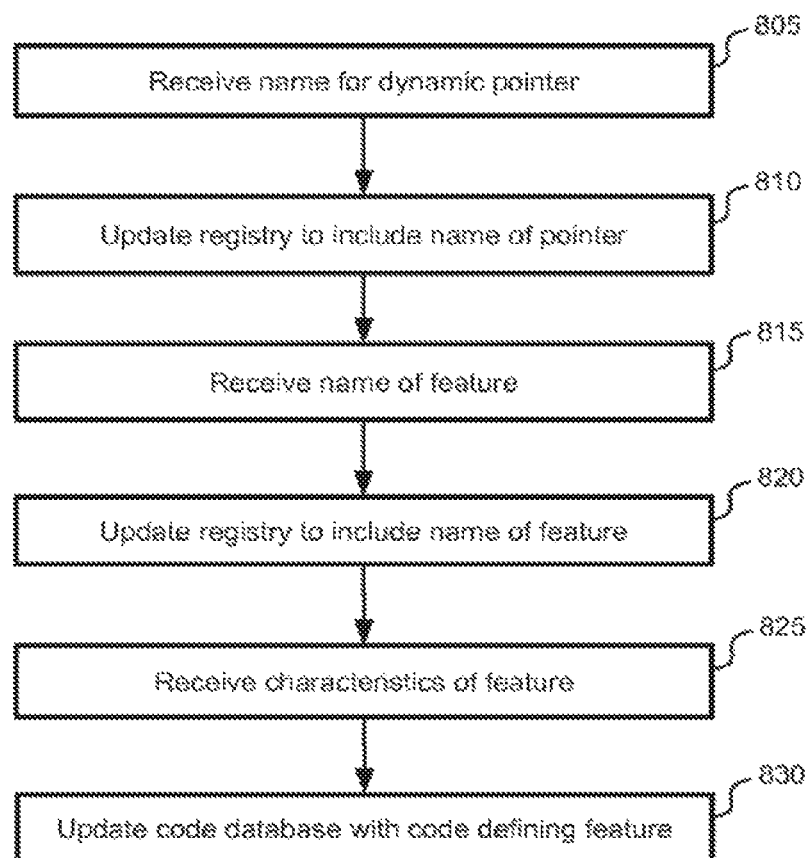 805
Receive name for dynamic pointer
810
Update registry to include name of pointer
815
Receive name of feature
820
Update registry to include name of feature
825
Receive characteristics of feature
830
Update code database with code defining feature